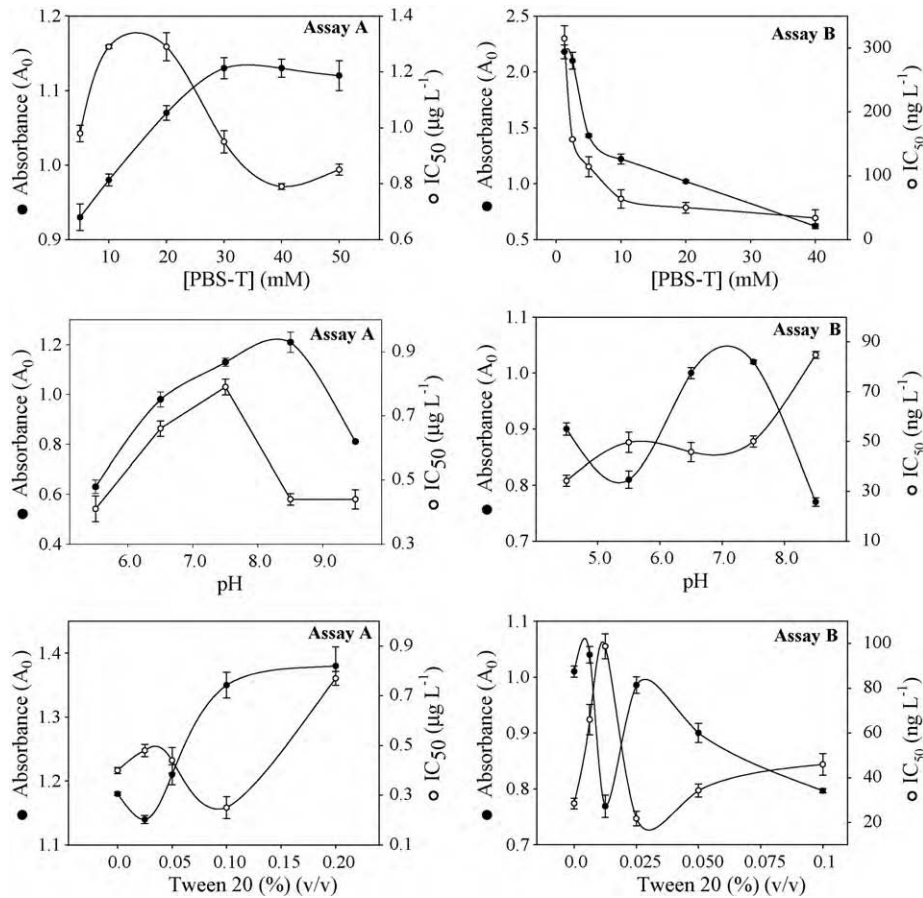 Assay A
● Absorbance (A0)
1.2
1.1
1.0
0.9
1.4
1.2
1.0
0.8
0.6
○ IC50 (µg L-1)
10 20 30 40 50
[PBS-T] (mM)
Assay B
● Absorbance (A0)
2.5
2.0
1.5
1.0
0.5
300
200
100
0
○ IC50 (ng L-1)
0 10 20 30 40
[PBS-T] (mM)
Assay A
● Absorbance (A0)
1.2
1.0
0.8
0.6
0.4
0.9
0.7
0.5
0.3
○ IC50 (µg L-1)
6.0 7.0 8.0 9.0
pH
Assay B
● Absorbance (A0)
1.1
1.0
0.9
0.8
0.7
90
70
50
30
10
○ IC50 (ng L-1)
5.0 6.0 7.0 8.0
pH
Assay A
● Absorbance (A0)
1.4
1.3
1.2
1.1
0.9
0.7
0.5
0.3
0.1
○ IC50 (µg L-1)
0.0 0.05 0.10 0.20
Tween 20 (%) (v/v)
Assay B
● Absorbance (A0)
1.1
1.0
0.9
0.8
0.7
100
80
60
40
20
○ IC50 (ng L-1)
0.0 0.025 0.050 0.075 0.1
Tween 20 (%) (v/v)